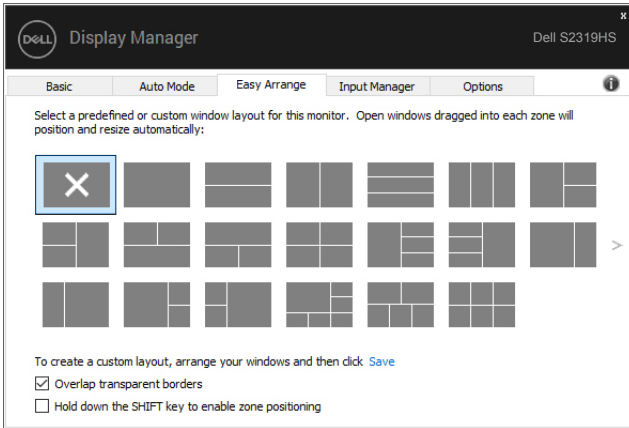 x
DELL Display Manager Dell S2319HS
Basic Auto Mode Easy Arrange Input Manager Options i
Select a predefined or custom window layout for this monitor. Open windows dragged into each zone will
position and resize automatically:
>
To create a custom layout, arrange your windows and then click Save
Overlap transparent borders
Hold down the SHIFT key to enable zone positioning